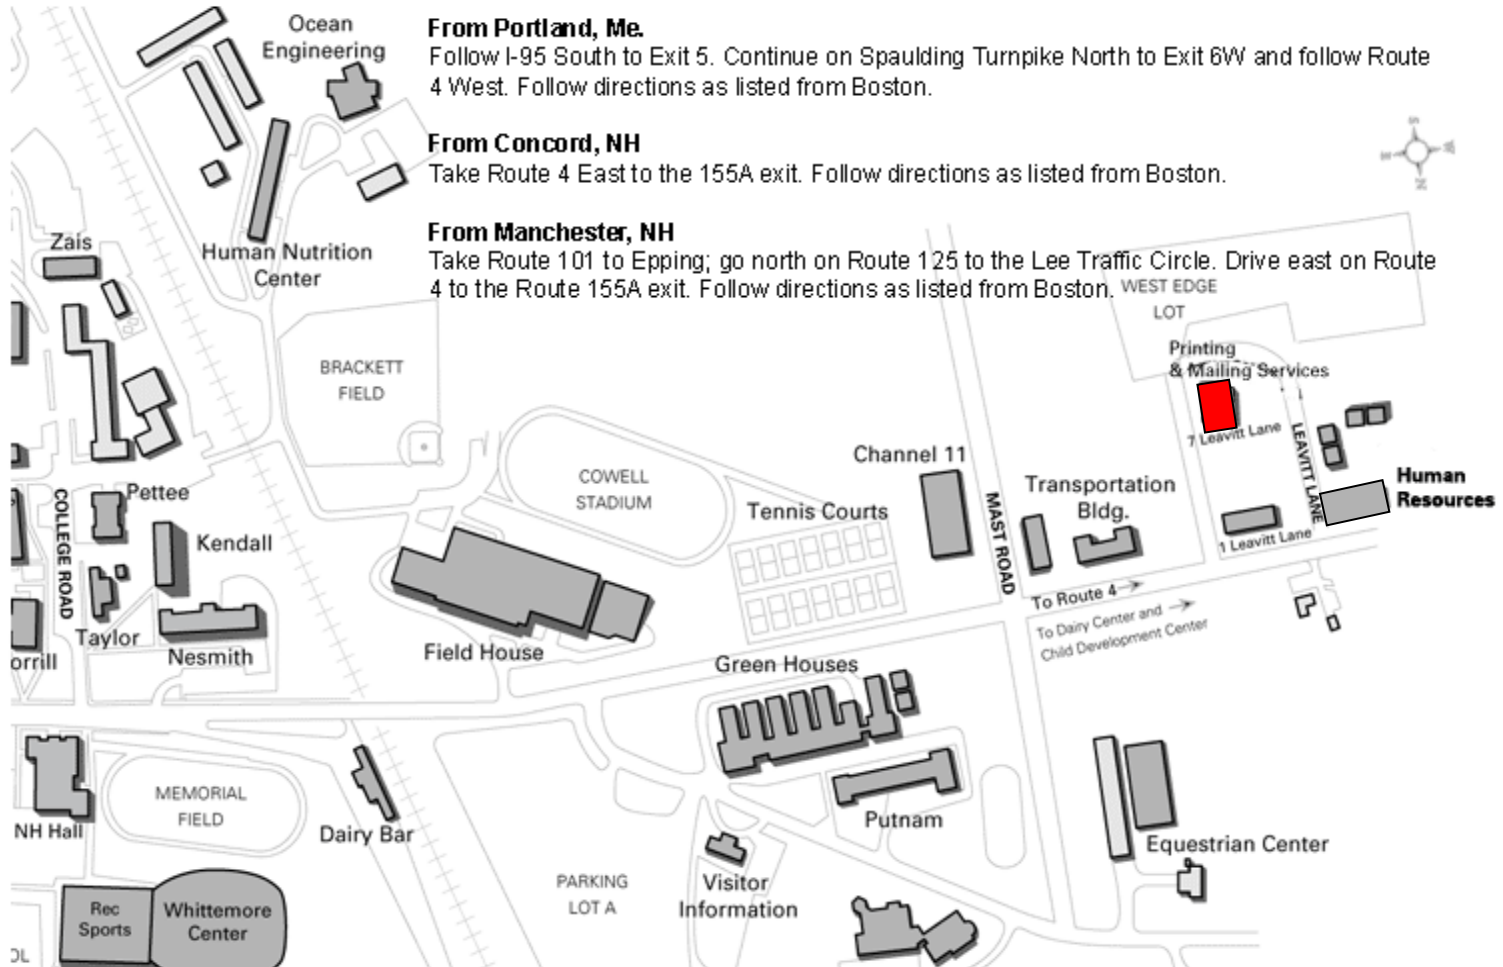 Ocean
Engineering
From Portland, Me.
Follow I-95 South to Exit 5. Continue on Spaulding Turnpike North to Exit 6W and follow Route
4 West. Follow directions as listed from Boston.
From Concord, NH
Take Route 4 East to the 155A exit. Follow directions as listed from Boston.
S
E
W
N
From Manchester, NH
Take Route 101 to Epping; go north on Route 125 to the Lee Traffic Circle. Drive east on Route
4 to the Route 155A exit. Follow directions as listed from Boston.
Zais
Human Nutrition
Center
WEST EDGE
LOT
BRACKETT
FIELD
Printing
& Mailing Services
7 Leavitt Lane
LEAVITT LANE
Channel 11
COWELL
STADIUM
Human
Resources
Pettee
COLLEGE ROAD
Kendall
Tennis Courts
MAST ROAD
Transportation
Bldg.
1 Leavitt Lane
To Route 4
To Dairy Center and
Child Development Center
Taylor
Nesmith
orrill
Field House
Green Houses
MEMORIAL
FIELD
NH Hall
Dairy Bar
Putnam
Equestrian Center
PARKING
LOT A
Visitor
Information
Rec
Sports
Whittemore
Center
OL